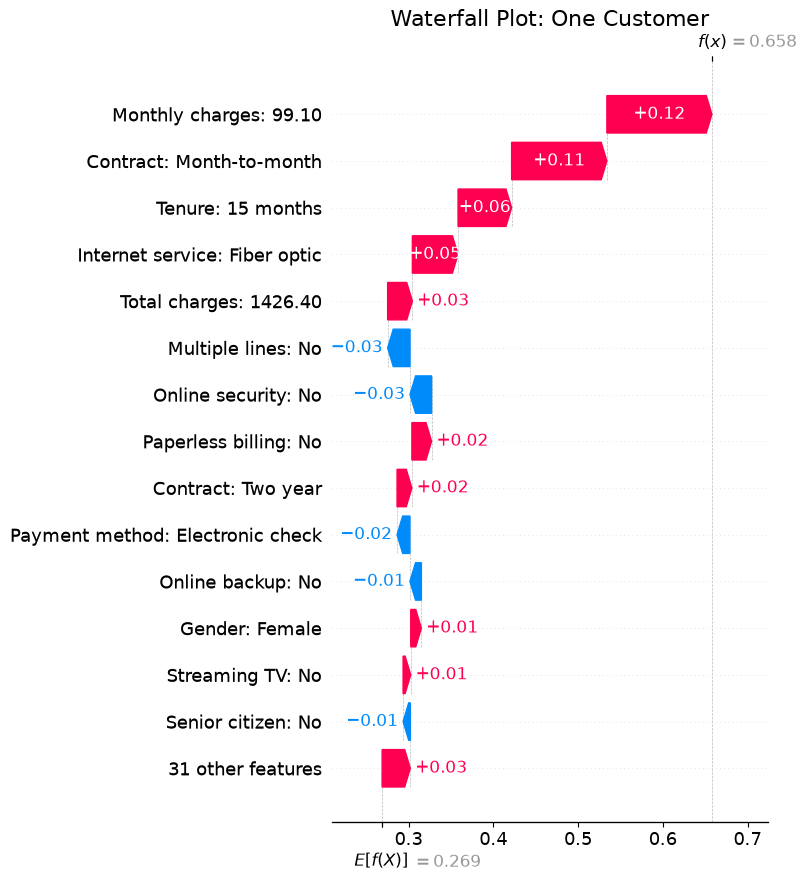 Waterfall Plot: One Customer
f(x) = 0.658
Monthly charges: 99.10 +0.12
Contract: Month-to-month +0.11
Tenure: 15 months +0.06
Internet service: Fiber optic +0.05
Total charges: 1426.40 +0.03
Multiple lines: No −0.03
Online security: No −0.03
Paperless billing: No +0.02
Contract: Two year +0.02
Payment method: Electronic check −0.02
Online backup: No −0.01
Gender: Female +0.01
Streaming TV: No +0.01
Senior citizen: No −0.01
31 other features +0.03
0.3 0.4 0.5 0.6 0.7
E[f(X)] = 0.269